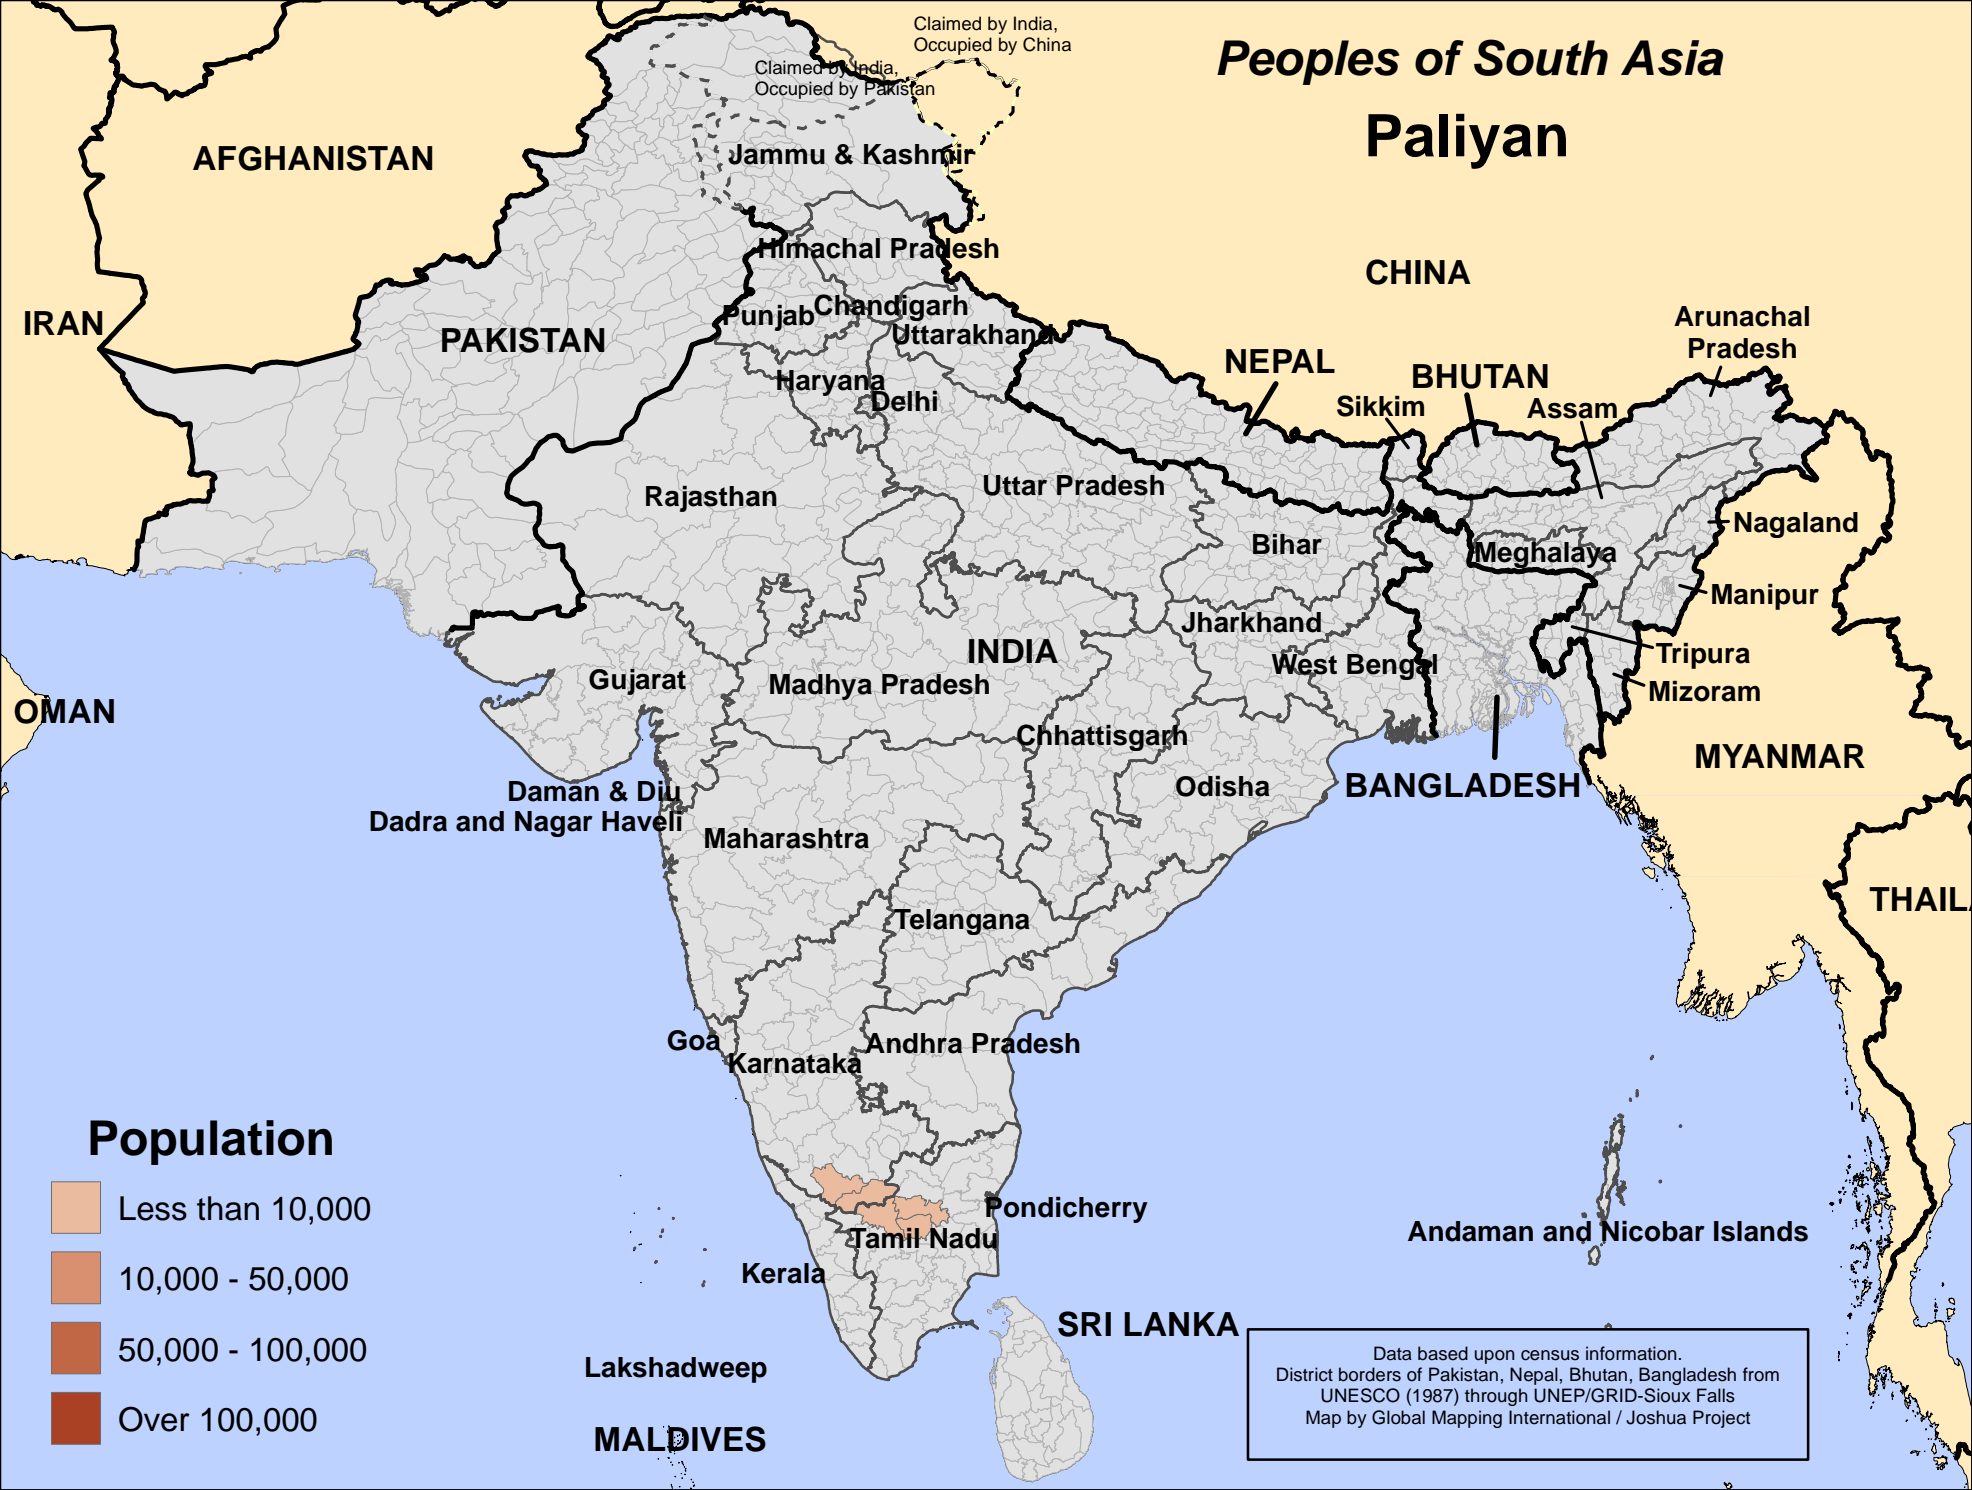 Claimed by India,
Occupied by China
Peoples of South Asia
Paliyan
Claimed by India,
Occupied by Pakistan
AFGHANISTAN
Jammu & Kashmir
Himachal Pradesh
CHINA
IRAN
PAKISTAN
Punjab
Chandigarh
Uttarakhand
Arunachal
Pradesh
NEPAL
BHUTAN
Haryana
Delhi
Sikkim
Assam
Rajasthan
Uttar Pradesh
Bihar
Meghalaya
Nagaland
Manipur
Jharkhand
INDIA
West Bengal
Tripura
Mizoram
Gujarat
Madhya Pradesh
OMAN
Chhattisgarh
Odisha
BANGLADESH
MYANMAR
Daman & Diu
Dadra and Nagar Haveli
Maharashtra
Telangana
THAILA
Goa
Karnataka
Andhra Pradesh
Pondicherry
Tamil Nadu
Kerala
Andaman and Nicobar Islands
SRI LANKA
Lakshadweep
MALDIVES
Population
Less than 10,000
10,000 - 50,000
50,000 - 100,000
Over 100,000
Data based upon census information.
District borders of Pakistan, Nepal, Bhutan, Bangladesh from
UNESCO (1987) through UNEP/GRID-Sioux Falls
Map by Global Mapping International / Joshua Project